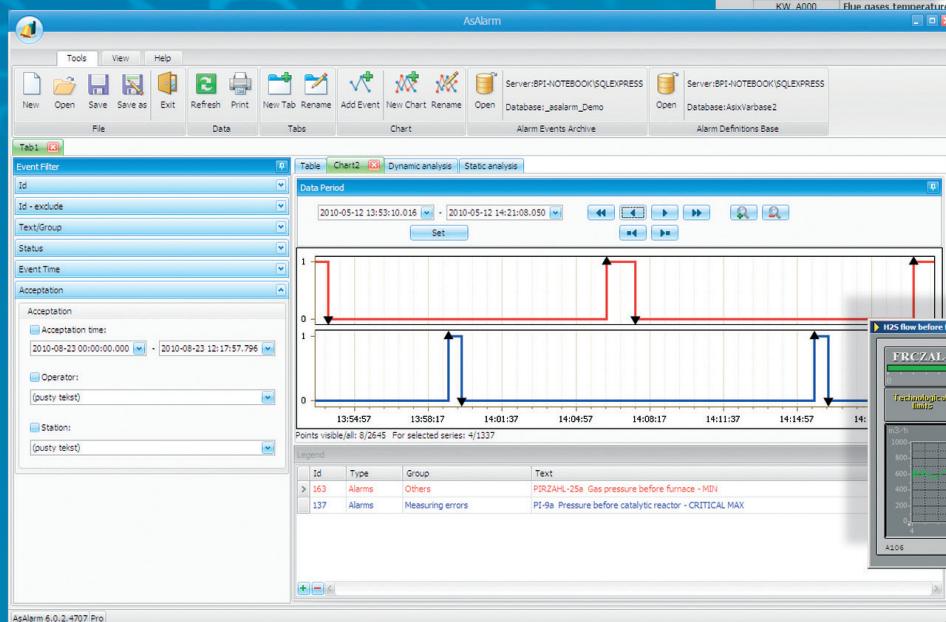 KW_A000 Flue gases temperature
AsAlarm
Tools View Help
New Open Save Save as Exit Refresh Print New Tab Rename Add Event New Chart Rename Open Server:BPI-NOTEBOOK\SQLEXPRESS Database:_asalarm_Demo Open Server:BPI-NOTEBOOK\SQLEXPRESS Database:AsixVarbase2
File Data Tabs Chart Alarm Events Archive Alarm Definitions Base
Tab1
Event Filter
Id
Id - exclude
Text/Group
Status
Event Time
Acceptation
Acceptation
Acceptation time:
2010-08-23 00:00:00.000 - 2010-08-23 12:17:57.796
Operator:
(pusty tekst)
Station:
(pusty tekst)
Table Chart2 Dynamic analysis Static analysis
Data Period
2010-05-12 13:53:10.016 - 2010-05-12 14:21:08.050
Set
1
0
1
0
13:54:57 13:58:17 14:01:37 14:04:57 14:08:17 14:11:37 14:14:57 14:
Points visible/all: 8/2645 For selected series: 4/1337
Legend
Id Type Group Text
163 Alarms Others PIRZAHL-25a Gas pressure before furnace - MIN
137 Alarms Measuring errors PI-9a Pressure before catalytic reactor - CRITICAL MAX
H2S flow before
FRCZAL-
0
Technological
limits
m3/h
1000
800
600
400
200
0
4
A106
AsAlarm 6.0.2.4707 Pro